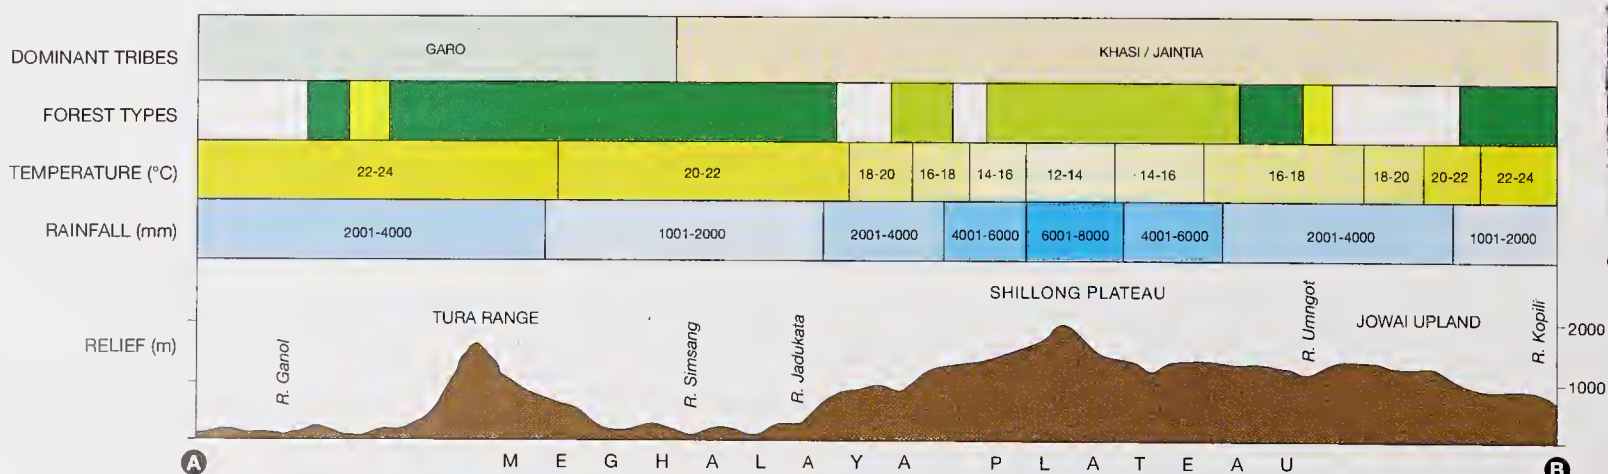 DOMINANT TRIBES GARO KHASI / JAINTIA
FOREST TYPES
TEMPERATURE (°C) 22-24 20-22 18-20 16-18 14-16 12-14 14-16 16-18 18-20 20-22 22-24
RAINFALL (mm) 2001-4000 1001-2000 2001-4000 4001-6000 6001-8000 4001-6000 2001-4000 1001-2000
SHILLONG PLATEAU
TURA RANGE JOWAI UPLAND
RELIEF (m) R. Ganol R. Simsang R. Jadukata R. Umngot R. Kopili 2000
1000
A MEGHALAYA PLATEAU B